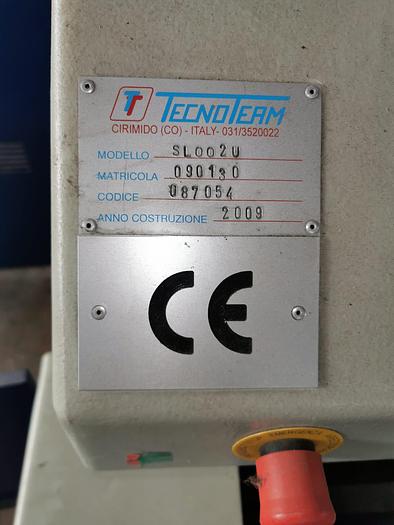 TT TECNOTEAM
CIRIMIDO (CO) - ITALY- 031/3520022
MODELLO SL002U
MATRICOLA 090130
CODICE 087054
ANNO COSTRUZIONE 2009
CE